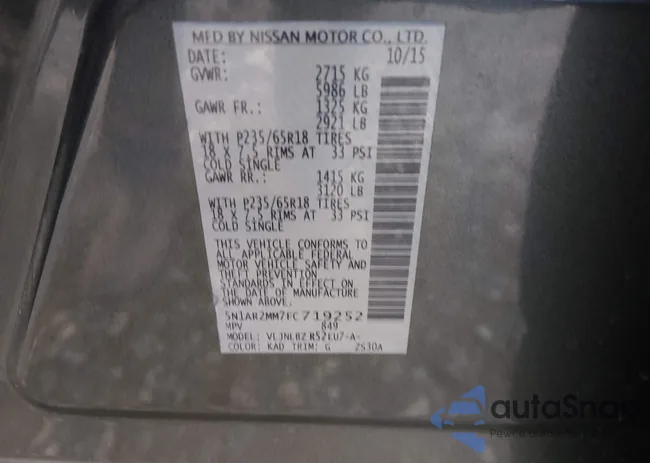 MFD BY NISSAN MOTOR CO., LTD.
DATE: 10/15
GVWR: 2715 KG
5986 LB
GAWR FR.: 1325 KG
2921 LB
WITH P235/65R18 TIRES
18 X 7.5 RIMS AT 33 PSI
COLD SINGLE
GAWR RR.: 1415 KG
3120 LB
WITH P235/65R18 TIRES
18 X 7.5 RIMS AT 33 PSI
COLD SINGLE
THIS VEHICLE CONFORMS TO
ALL APPLICABLE FEDERAL
MOTOR VEHICLE SAFETY AND
THEFT PREVENTION
STANDARDS IN EFFECT ON
THE DATE OF MANUFACTURE
SHOWN ABOVE.
5N1AR2MM7FC719252
MPV 849
MODEL:
COLOR: KAD TRIM: G 2S30A
autoSnap